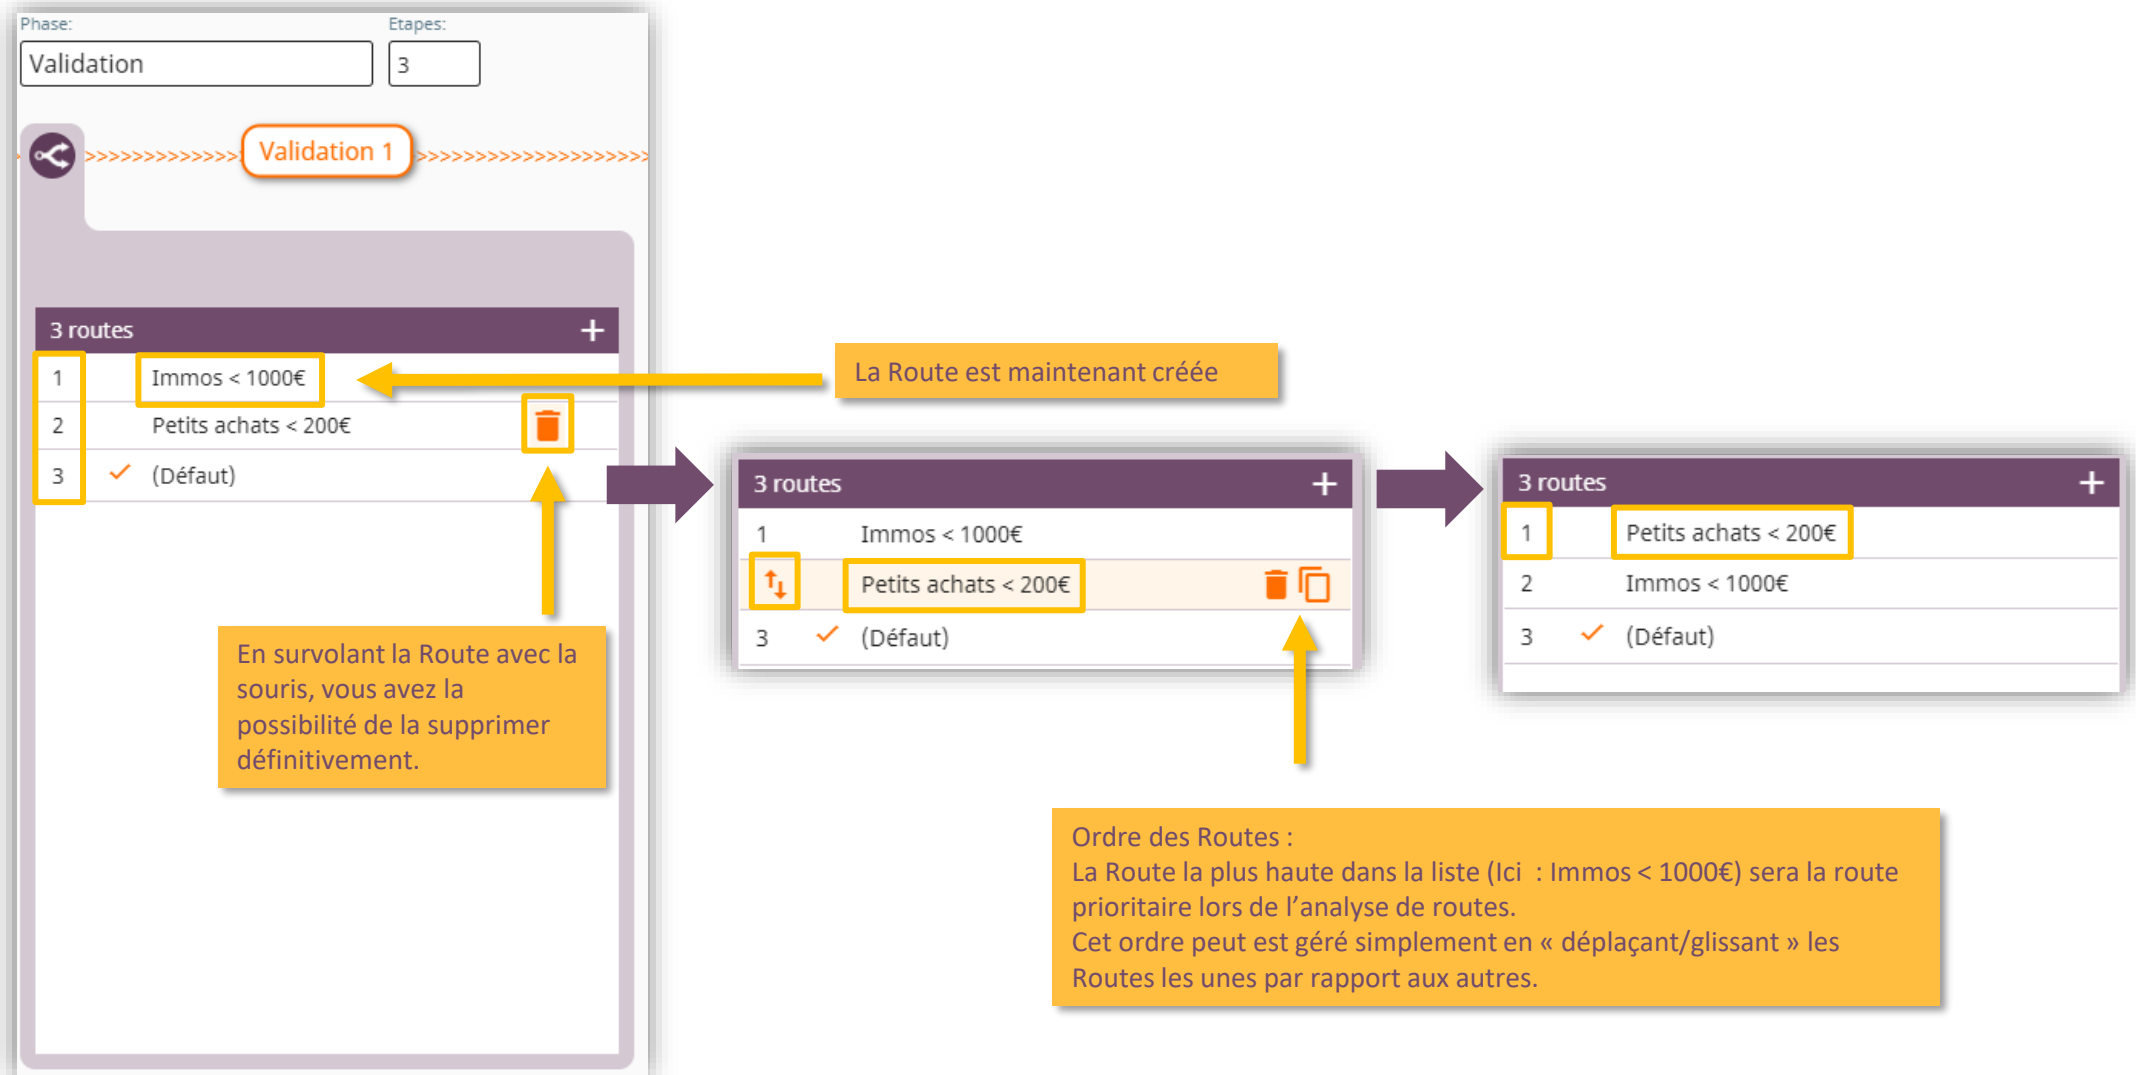 Phase:
Etapes:
Validation
3
>>>>>>>>>>>>> Validation 1 >>>>>>>>>>>>>>>>>>>>
3 routes +
1 Immos < 1000€
2 Petits achats < 200€
3 (Défaut)
La Route est maintenant créée
En survolant la Route avec la
souris, vous avez la
possibilité de la supprimer
définitivement.
3 routes +
1 Immos < 1000€
Petits achats < 200€
3 (Défaut)
3 routes +
1 Petits achats < 200€
2 Immos < 1000€
3 (Défaut)
Ordre des Routes :
La Route la plus haute dans la liste (Ici : Immos < 1000€) sera la route
prioritaire lors de l’analyse de routes.
Cet ordre peut est géré simplement en « déplaçant/glissant » les
Routes les unes par rapport aux autres.